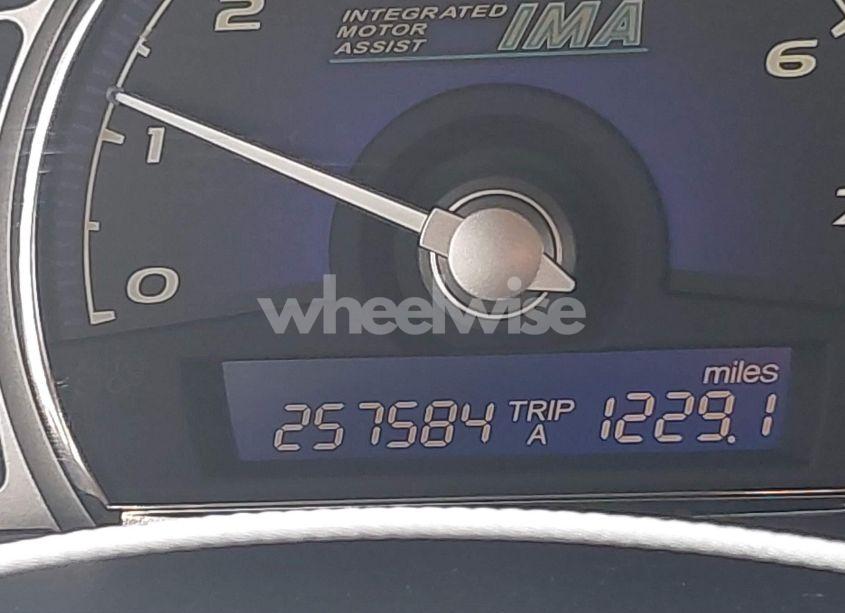 2
INTEGRATED
MOTOR
ASSIST
IMA
6
1
0
wheelwise
miles
257584 TRIP A 1229.1